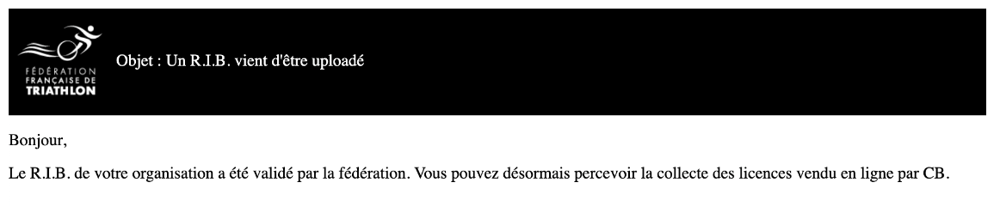 FÉDÉRATION
FRANÇAISE DE
TRIATHLON
Objet : Un R.I.B. vient d'être uploadé
Bonjour,
Le R.I.B. de votre organisation a été validé par la fédération. Vous pouvez désormais percevoir la collecte des licences vendu en ligne par CB.